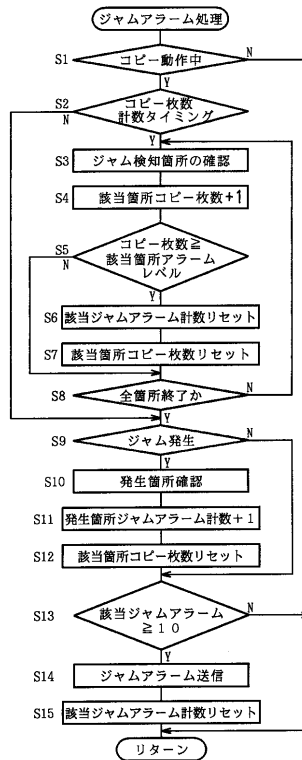 ジャムアラーム処理
S1
コピー動作中
N
Y
S2
コピー枚数
計数タイミング
N
Y
S3
ジャム検知箇所の確認
S4
該当箇所コピー枚数+1
S5
コピー枚数≧
該当箇所アラーム
レベル
N
Y
S6
該当ジャムアラーム計数リセット
S7
該当箇所コピー枚数リセット
S8
全箇所終了か
N
Y
S9
ジャム発生
N
Y
S10
発生箇所確認
S11
発生箇所ジャムアラーム計数+1
S12
該当箇所コピー枚数リセット
S13
該当ジャムアラーム
≧10
N
Y
S14
ジャムアラーム送信
S15
該当ジャムアラーム計数リセット
リターン